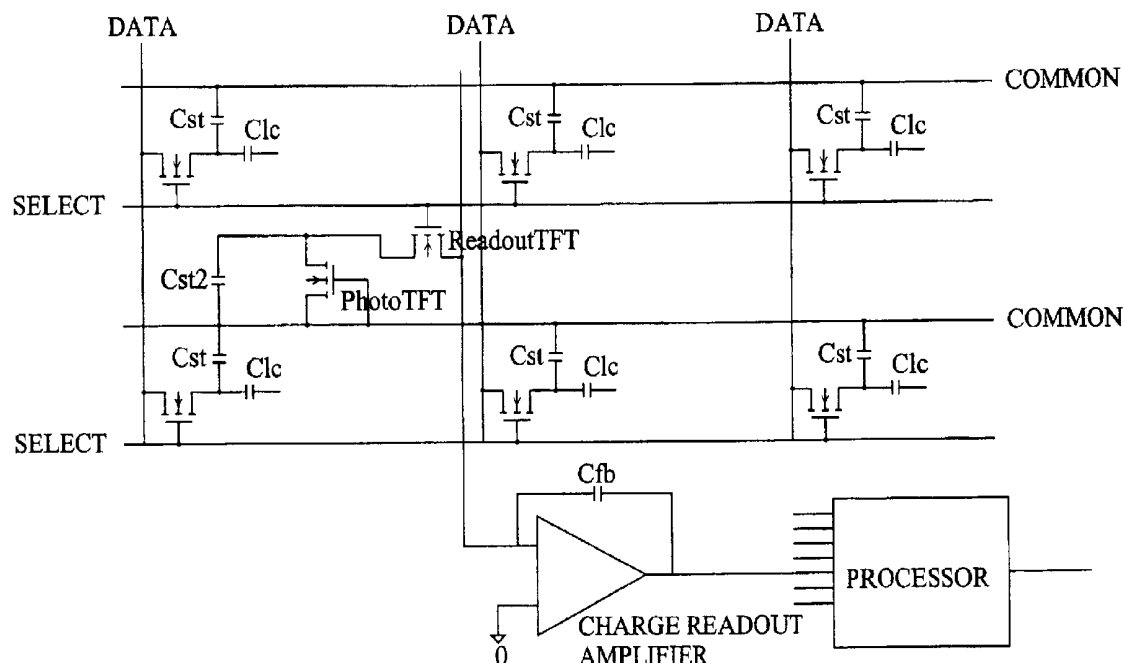 DATA
DATA
DATA
COMMON
Cst
Clc
Cst
Clc
Cst
Clc
SELECT
ReadoutTFT
Cst2
PhotoTFT
COMMON
Cst
Clc
Cst
Clc
Cst
Clc
SELECT
Cfb
PROCESSOR
0
CHARGE READOUT
AMPLIFIER